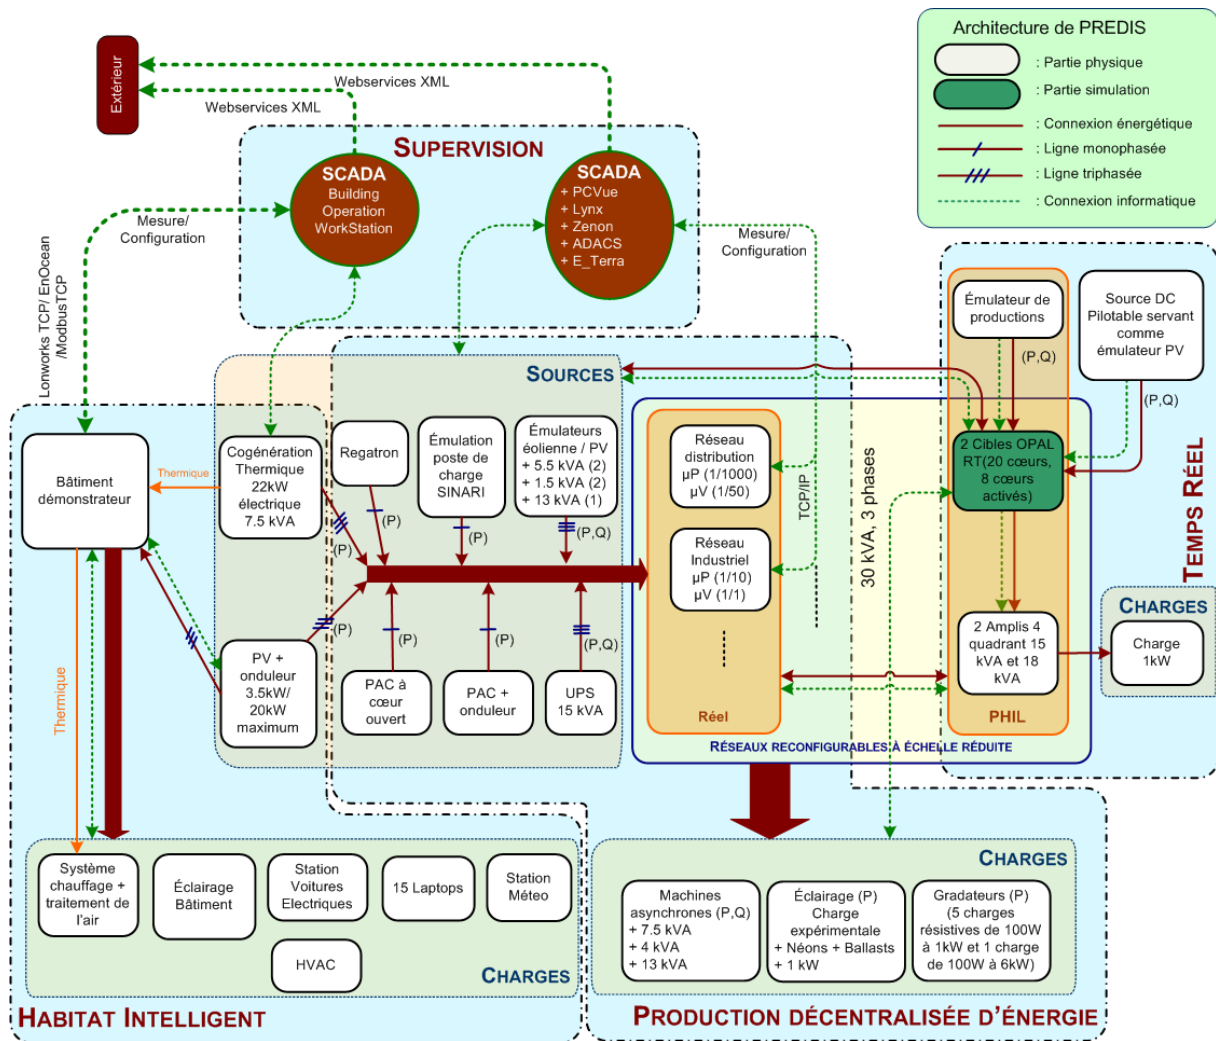 Architecture de PREDIS
: Partie physique
: Partie simulation
: Connexion énergétique
: Ligne monophasée
: Ligne triphasée
: Connexion informatique
Extérieur
Webservices XML
Webservices XML
SUPERVISION
SCADA
Building
Operation
WorkStation
SCADA
+ PCVue
+ Lynx
+ Zenon
+ ADACS
+ E_Terra
Mesure/
Configuration
Mesure/
Configuration
Lonworks TCP/ EnOcean
/ModbusTCP
SOURCES
Bâtiment
démonstrateur
Thermique
Cogénération
Thermique
22kW
électrique
7.5 kVA
Regatron
Émulation
poste de
charge
SINARI
Émulateurs
éolienne / PV
+ 5.5 kVA (2)
+ 1.5 kVA (2)
+ 13 kVA (1)
(P)
(P)
(P)
(P,Q)
(P)
(P)
(P)
(P,Q)
PV +
onduleur
3.5kW/
20kW
maximum
PAC à
cœur
ouvert
PAC +
onduleur
UPS
15 kVA
Thermique
Réseau
distribution
µP (1/1000)
µV (1/50)
Réseau
Industriel
µP (1/10)
µV (1/1)
Réel
TCP/IP
30 kVA, 3 phases
RÉSEAUX RECONFIGURABLES À ÉCHELLE RÉDUITE
Émulateur de
productions
(P,Q)
Source DC
Pilotable servant
comme
émulateur PV
(P,Q)
2 Cibles OPAL
RT(20 cœurs,
8 cœurs
activés)
2 Amplis 4
quadrant 15
kVA et 18
kVA
PHIL
TEMPS RÉEL
CHARGES
Charge
1kW
Système
chauffage +
traitement de
l'air
Éclairage
Bâtiment
Station
Voitures
Electriques
15 Laptops
Station
Méteo
HVAC
CHARGES
HABITAT INTELLIGENT
CHARGES
Machines
asynchrones (P,Q)
+ 7.5 kVA
+ 4 kVA
+ 13 kVA
Éclairage (P)
Charge
expérimentale
+ Néons + Ballasts
+ 1 kW
Gradateurs (P)
(5 charges
résistives de 100W
à 1kW et 1 charge
de 100W à 6kW)
PRODUCTION DÉCENTRALISÉE D'ÉNERGIE